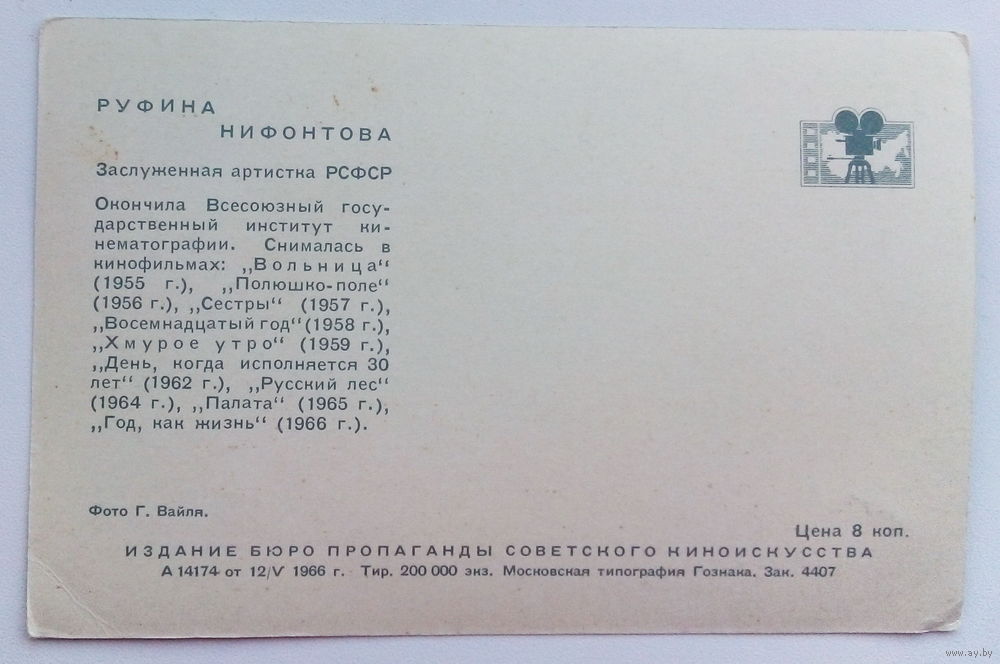 РУФИНА
НИФОНТОВА
Заслуженная артистка РСФСР
Окончила Всесоюзный госу-
дарственный институт ки-
нематографии. Снималась в
кинофильмах: „Вольница“
(1955 г.), „Полюшко-поле“
(1956 г.), „Сестры“ (1957 г.),
„Восемнадцатый год“ (1958 г.),
„Хмурое утро“ (1959 г.),
„День, когда исполняется 30
лет“ (1962 г.), „Русский лес“
(1964 г.), „Палата“ (1965 г.),
„Год, как жизнь“ (1966 г.).
Фото Г. Вайля.
Цена 8 коп.
ИЗДАНИЕ БЮРО ПРОПАГАНДЫ СОВЕТСКОГО КИНОИСКУССТВА
А 14174 от 12/V 1966 г. Тир. 200 000 экз. Московская типография Гознака. Зак. 4407
www.ay.by